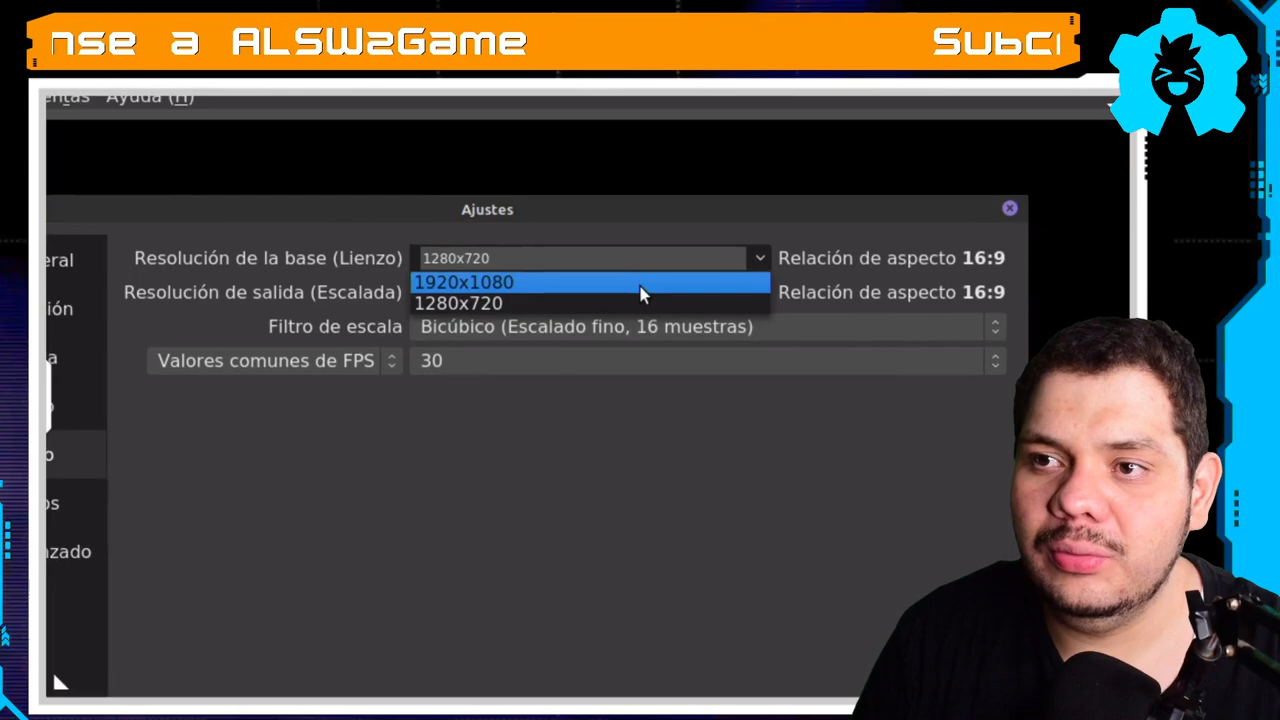 nse a ALSW2Game
Subc
entas Ayuda (H)
Ajustes
eral
ión
a
o
os
nzado
Resolución de la base (Lienzo) 1280x720 Relación de aspecto 16:9
1920x1080
1280x720
Resolución de salida (Escalada) Relación de aspecto 16:9
Filtro de escala Bicúbico (Escalado fino, 16 muestras)
Valores comunes de FPS 30